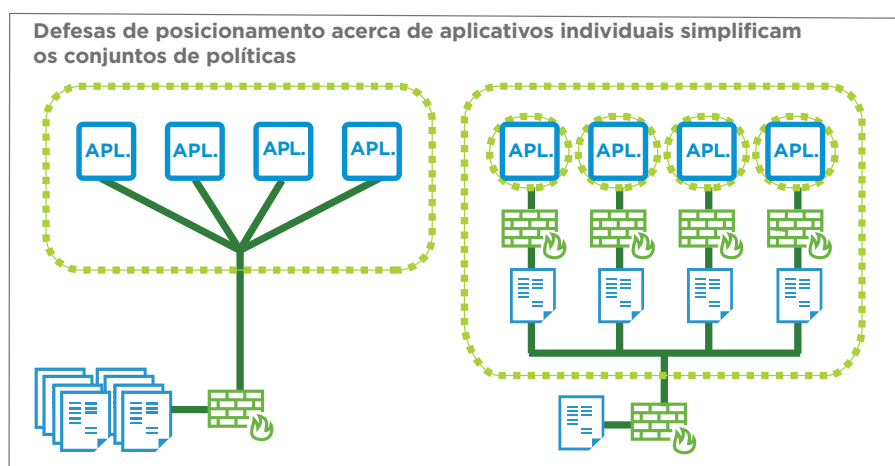 Defesas de posicionamento acerca de aplicativos individuais simplificam
os conjuntos de políticas
APL. APL. APL. APL. APL. APL. APL. APL.